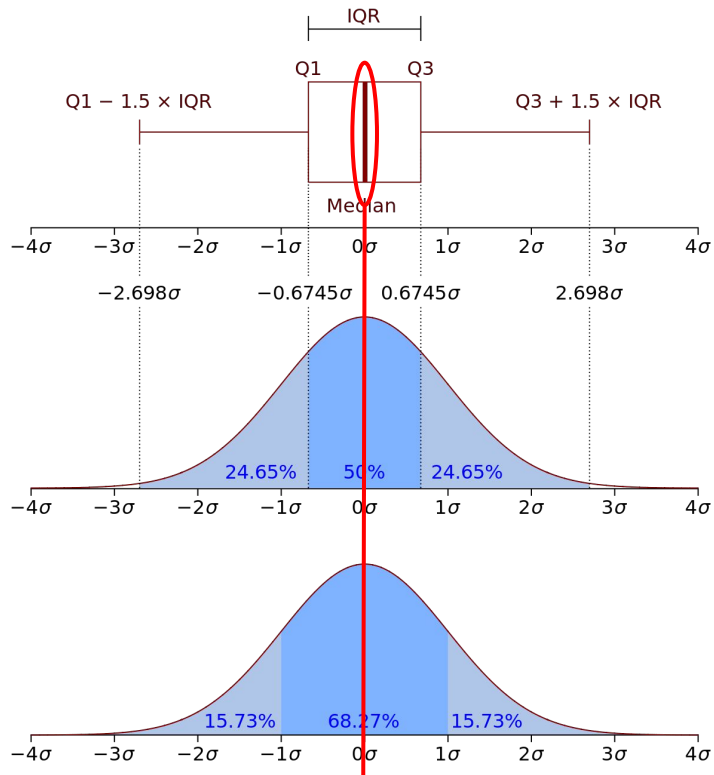 IQR
Q1 Q3
Q1 − 1.5 × IQR Q3 + 1.5 × IQR
Median
−4σ −3σ −2σ −1σ 0σ 1σ 2σ 3σ 4σ
−2.698σ −0.6745σ 0.6745σ 2.698σ
24.65% 50% 24.65%
−4σ −3σ −2σ −1σ 0σ 1σ 2σ 3σ 4σ
15.73% 68.27% 15.73%
−4σ −3σ −2σ −1σ 0σ 1σ 2σ 3σ 4σ